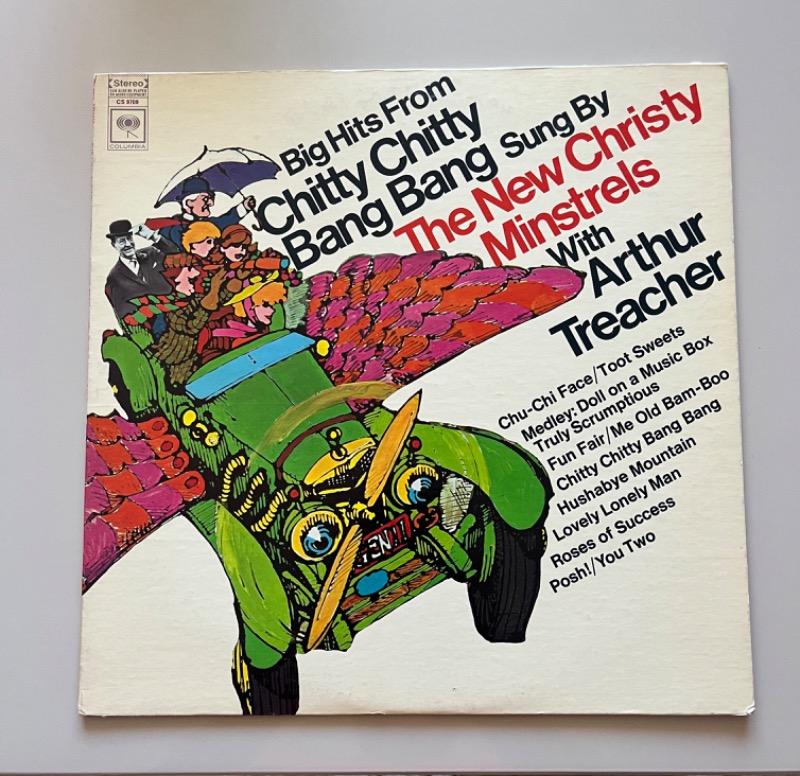 Stereo
CS 9709
COLUMBIA
Big Hits From
Chitty Chitty
Bang Bang Sung By
The New Christy
Minstrels
With
Arthur
Treacher
Chu-Chi Face/Toot Sweets
Medley: Doll on a Music Box
Truly Scrumptious
Fun Fair/Me Old Bam-Boo
Chitty Chitty Bang Bang
Hushabye Mountain
Lovely Lonely Man
Roses of Success
Posh!/You Two